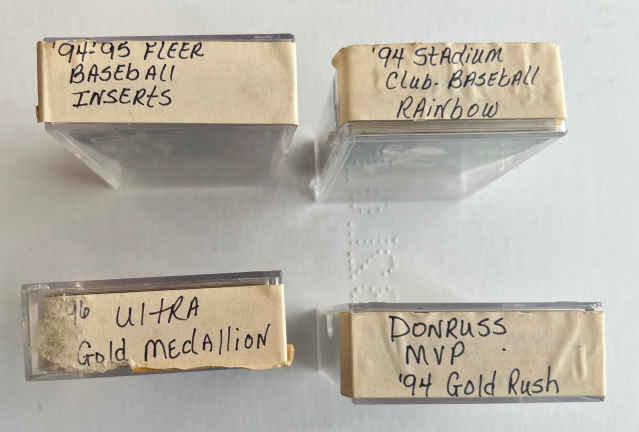 '94-'95 FLEER
BASEbAll
INSERtS
'94 StAdium
Club. BASEbAll
RAiNbow
'96 UltRA
Gold MEdAllioN
DONRUSS
MVP
'94 Gold Rush